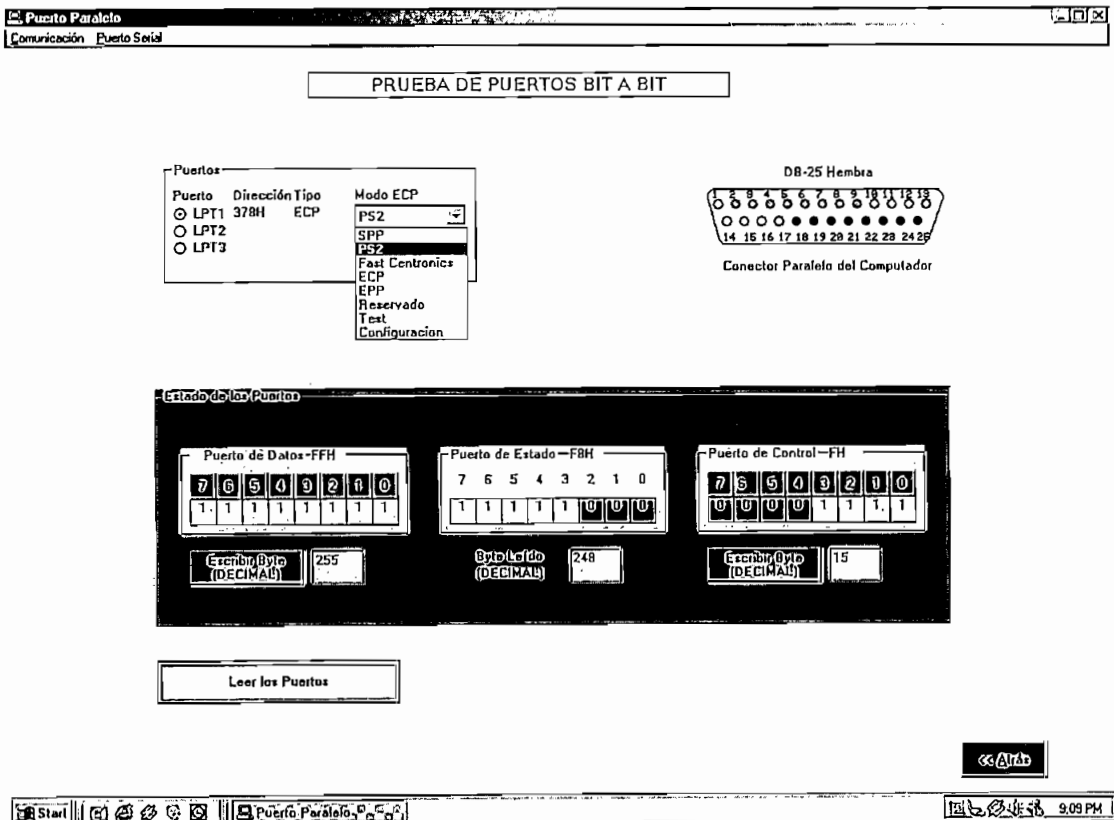 Puerto Paralelo
Comunicación Puerto Serial
PRUEBA DE PUERTOS BIT A BIT
Puertos
Puerto Dirección Tipo Modo ECP
LPT1 378H ECP PS2
LPT2
LPT3
SPP
PS2
Fast Centronics
ECP
EPP
Reservado
Test
Configuracion
DB-25 Hembra
1 2 3 4 5 6 7 8 9 10 11 12 13
14 15 16 17 18 19 20 21 22 23 24 25
Conector Paralelo del Computador
Estado de los Puertos
Puerto de Datos-FFH
7 6 5 4 3 2 1 0
1 1 1 1 1 1 1 1
Escribir Byte (DECIMAL) 255
Puerto de Estado-F8H
7 6 5 4 3 2 1 0
1 1 1 1 1 0 0 0
Byte Leído (DECIMAL) 248
Puerto de Control-FH
7 6 5 4 3 2 1 0
0 0 0 0 1 1 1 1
Escribir Byte (DECIMAL) 15
Leer los Puertos
<< Atrás
Start
Puerto Paralelo
9:09 PM